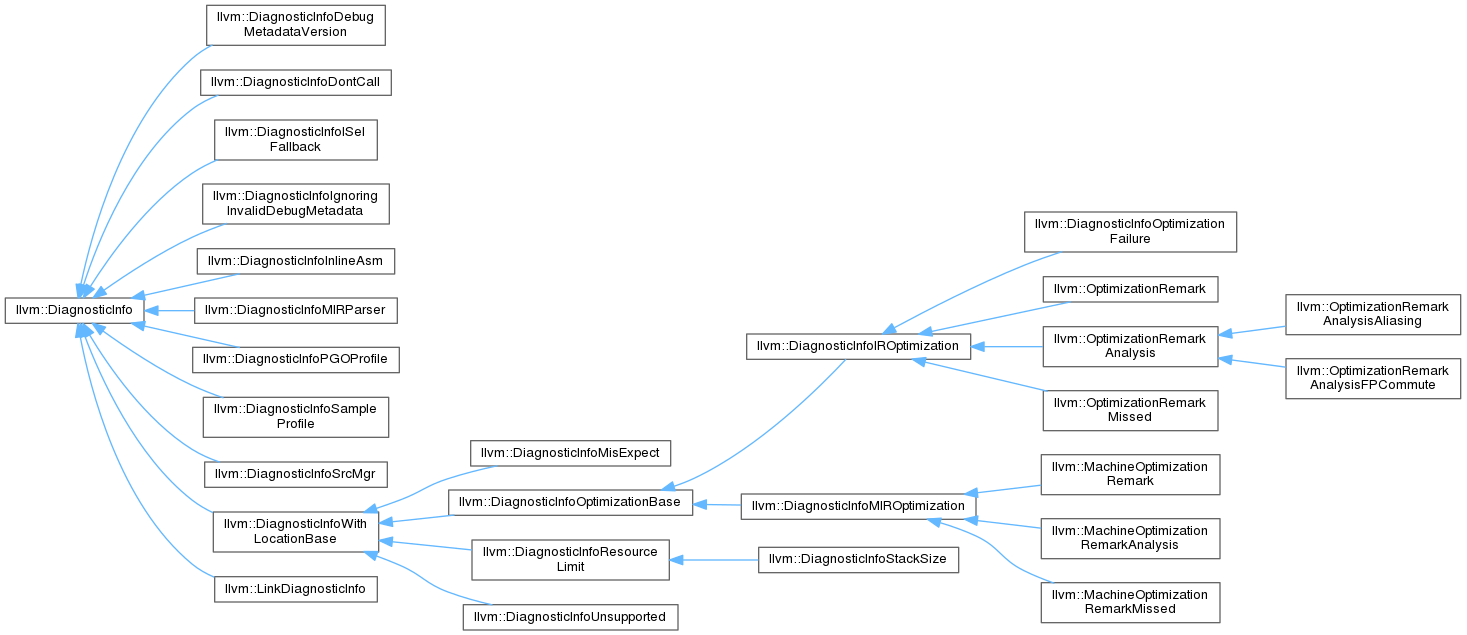 llvm::DiagnosticInfoDebug
MetadataVersion
llvm::DiagnosticInfoDontCall
llvm::DiagnosticInfoISel
Fallback
llvm::DiagnosticInfoIgnoring
InvalidDebugMetadata
llvm::DiagnosticInfoInlineAsm
llvm::DiagnosticInfo
llvm::DiagnosticInfoMIRParser
llvm::DiagnosticInfoPGOProfile
llvm::DiagnosticInfoSample
Profile
llvm::DiagnosticInfoSrcMgr
llvm::DiagnosticInfoWith
LocationBase
llvm::LinkDiagnosticInfo
llvm::DiagnosticInfoMisExpect
llvm::DiagnosticInfoOptimizationBase
llvm::DiagnosticInfoResource
Limit
llvm::DiagnosticInfoUnsupported
llvm::DiagnosticInfoIROptimization
llvm::DiagnosticInfoMIROptimization
llvm::DiagnosticInfoStackSize
llvm::DiagnosticInfoOptimization
Failure
llvm::OptimizationRemark
llvm::OptimizationRemark
Analysis
llvm::OptimizationRemark
Missed
llvm::MachineOptimization
Remark
llvm::MachineOptimization
RemarkAnalysis
llvm::MachineOptimization
RemarkMissed
llvm::OptimizationRemark
AnalysisAliasing
llvm::OptimizationRemark
AnalysisFPCommute